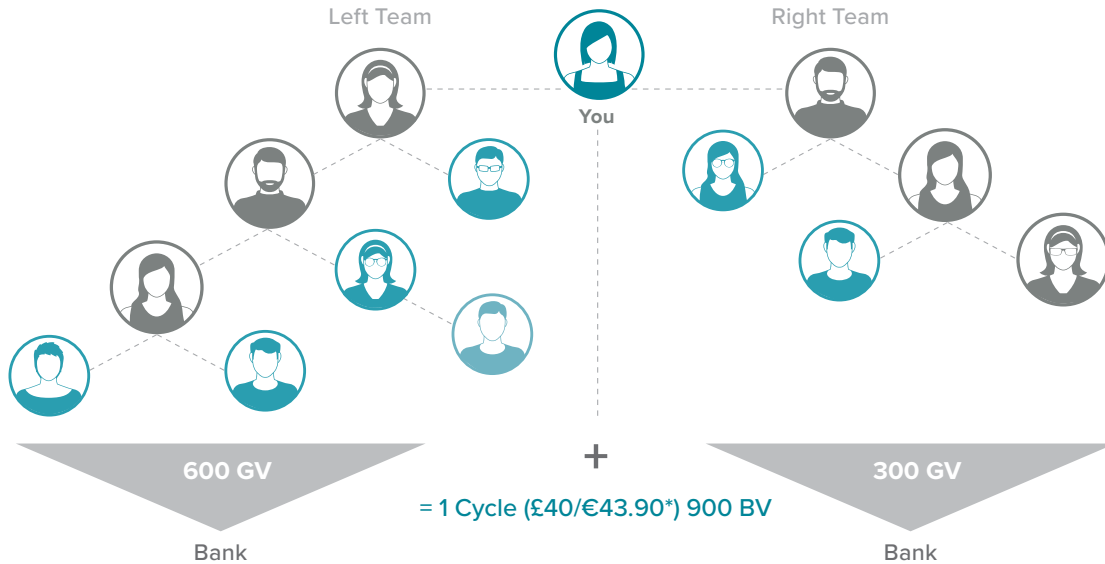 Left Team
Right Team
You
600 GV
+
300 GV
= 1 Cycle (£40/€43.90*) 900 BV
Bank
Bank